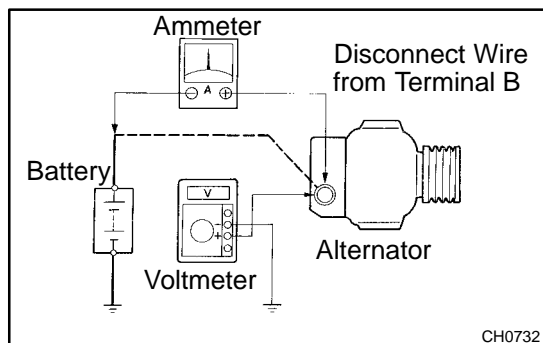 Ammeter
Disconnect Wire
from Terminal B
A
Battery
V
Alternator
Voltmeter
CH0732